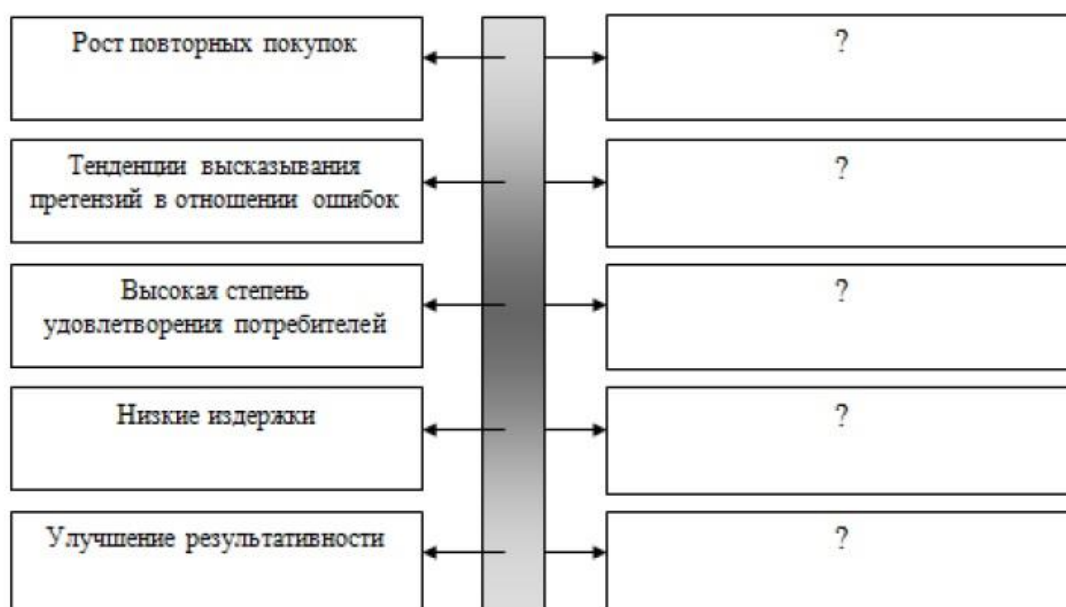 Рост повторных покупок
?
Тенденции высказывания
претензий в отношении ошибок
?
Высокая степень
удовлетворения потребителей
?
Низкие издержки
?
Улучшение результативности
?